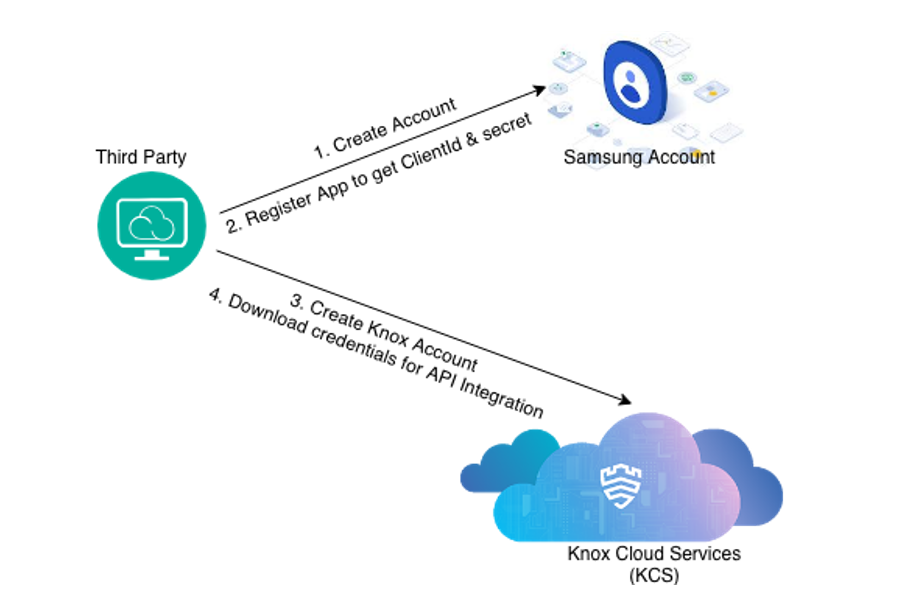 Third Party
1. Create Account
2. Register App to get ClientId & secret
Samsung Account
3. Create Knox Account
4. Download credentials for API Integration
Knox Cloud Services
(KCS)